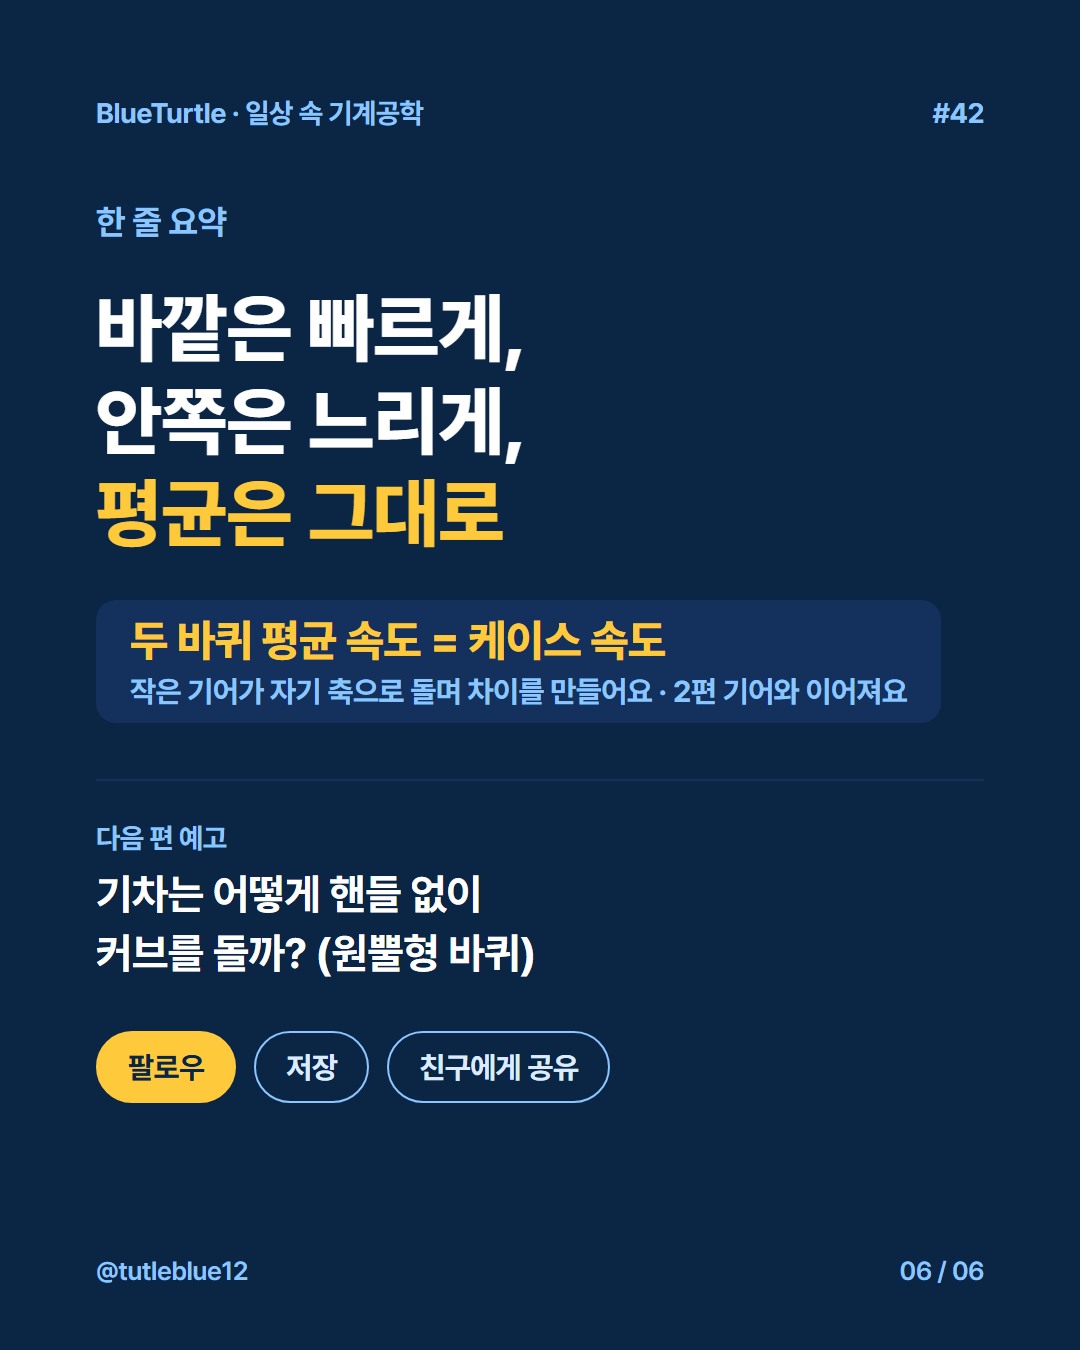 BlueTurtle · 일상 속 기계공학
#42
한 줄 요약
바깥은 빠르게,
안쪽은 느리게,
평균은 그대로
두 바퀴 평균 속도 = 케이스 속도
작은 기어가 자기 축으로 돌며 차이를 만들어요 · 2편 기어와 이어져요
다음 편 예고
기차는 어떻게 핸들 없이
커브를 돌까? (원뿔형 바퀴)
팔로우
저장
친구에게 공유
@tutleblue12
06 / 06